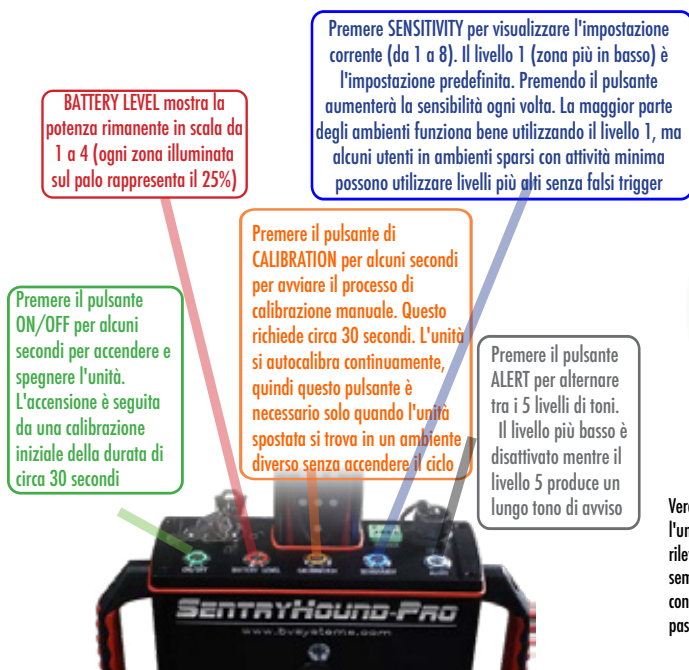 Premere SENSITIVITY per visualizzare l'impostazione
corrente (da 1 a 8). Il livello 1 (zona più in basso) è
l'impostazione predefinita. Premendo il pulsante
aumenterà la sensibilità ogni volta. La maggior parte
degli ambienti funziona bene utilizzando il livello 1, ma
alcuni utenti in ambienti sparsi con attività minima
possono utilizzare livelli più alti senza falsi trigger
BATTERY LEVEL mostra la
potenza rimanente in scala da
1 a 4 (ogni zona illuminata
sul palo rappresenta il 25%)
Premere il pulsante di
CALIBRATION per alcuni secondi
per avviare il processo di
calibrazione manuale. Questo
richiede circa 30 secondi. L'unità
si autocalibra continuamente,
quindi questo pulsante è
necessario solo quando l'unità
spostata si trova in un ambiente
diverso senza accendere il ciclo
Premere il pulsante
ON/OFF per alcuni
secondi per accendere e
spegnere l'unità.
L'accensione è seguita
da una calibrazione
iniziale della durata di
circa 30 secondi
Premere il pulsante
ALERT per alternare
tra i 5 livelli di toni.
Il livello più basso è
disattivato mentre il
livello 5 produce un
lungo tono di avviso
ON/OFF
BATTERY LEVEL
CALIBRATION
SENSITIVITY
ALERT
SENTRYHOUND-PRO
www.bvsystems.com